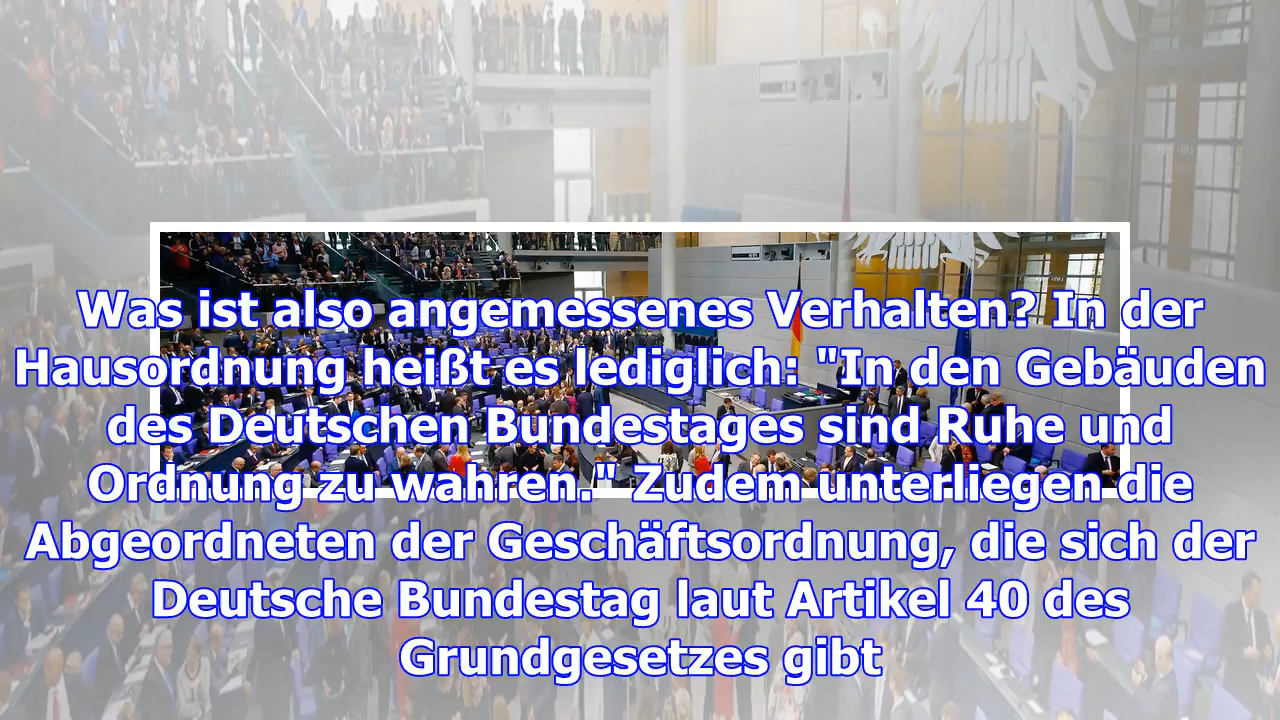 Was ist also angemessenes Verhalten? In der
Hausordnung heißt es lediglich: "In den Gebäuden
des Deutschen Bundestages sind Ruhe und
Ordnung zu wahren." Zudem unterliegen die
Abgeordneten der Geschäftsordnung, die sich der
Deutsche Bundestag laut Artikel 40 des
Grundgesetzes gibt